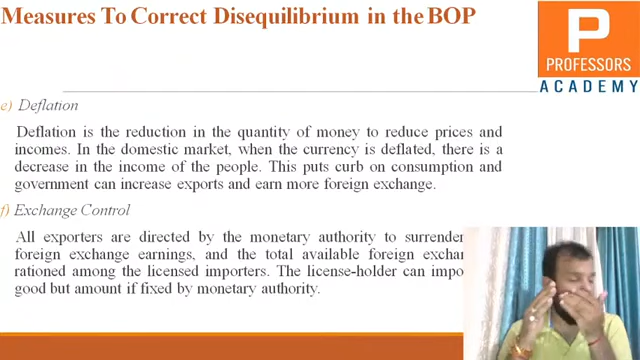 Measures To Correct Disequilibrium in the BOP
P
PROFESSORS
ACADEMY
e) Deflation
Deflation is the reduction in the quantity of money to reduce prices and
incomes. In the domestic market, when the currency is deflated, there is a
decrease in the income of the people. This puts curb on consumption and
government can increase exports and earn more foreign exchange.
f) Exchange Control
All exporters are directed by the monetary authority to surrender
foreign exchange earnings, and the total available foreign
rationed among the licensed importers. The license-holder can
good but amount if fixed by monetary authority.